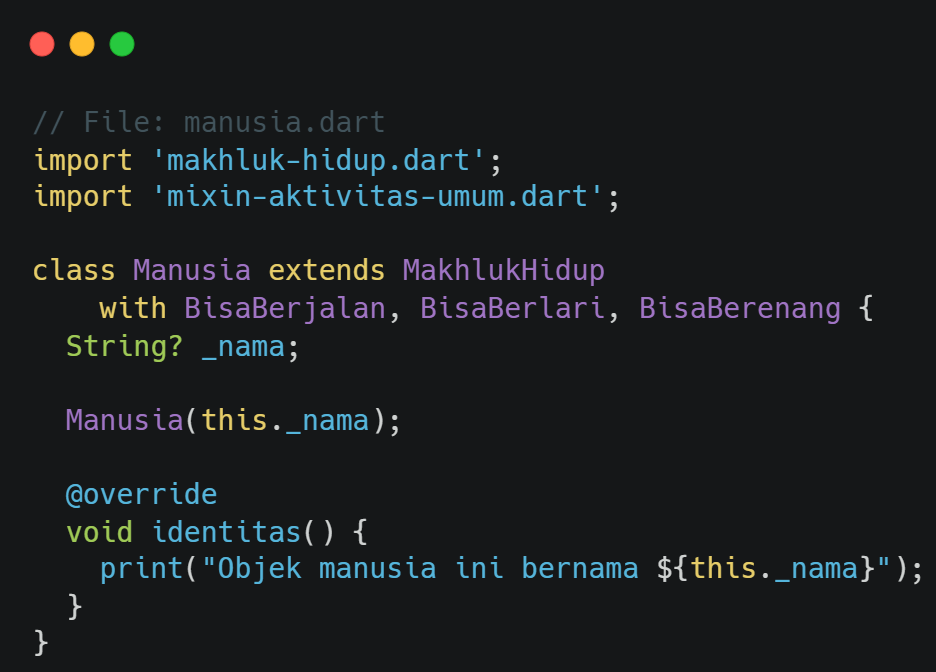 // File: manusia.dart
import 'makhluk-hidup.dart';
import 'mixin-aktivitas-umum.dart';
class Manusia extends MakhlukHidup
    with BisaBerjalan, BisaBerlari, BisaBerenang {
  String? _nama;
  Manusia(this._nama);
  @override
  void identitas() {
    print("Objek manusia ini bernama ${this._nama}");
  }
}